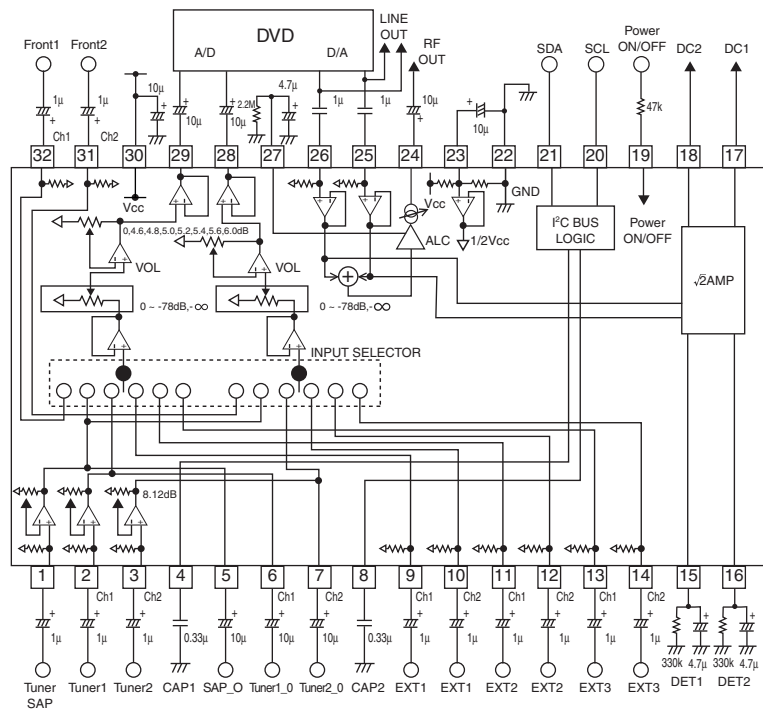 Front1 Front2 DVD LINE OUT RF OUT SDA SCL Power ON/OFF DC2 DC1
A/D D/A
1μ 1μ 10μ 10μ 10μ 2.2M 4.7μ 1μ 1μ 10μ 10μ 47k
+ + + + + + + +
Ch1 Ch2
32 31 30 29 28 27 26 25 24 23 22 21 20 19 18 17
Vcc Vcc GND
0,4.6,4.8,5.0,5.2,5.4,5.6,6.0dB
VOL VOL ALC 1/2Vcc
I²C BUS LOGIC
Power ON/OFF
√2AMP
0 ~ -78dB,-∞ 0 ~ -78dB,-∞
INPUT SELECTOR
8.12dB
1 2 3 4 5 6 7 8 9 10 11 12 13 14 15 16
Ch1 Ch2 Ch1 Ch2 Ch1 Ch2 Ch1 Ch2 Ch1 Ch2
+ + + + + + + + + + + + + +
1μ 1μ 1μ 0.33μ 10μ 10μ 10μ 0.33μ 1μ 1μ 1μ 1μ 1μ 1μ 330k 4.7μ 330k 4.7μ
Tuner SAP Tuner1 Tuner2 CAP1 SAP_O Tuner1_0 Tuner2_0 CAP2 EXT1 EXT1 EXT2 EXT2 EXT3 EXT3 DET1 DET2